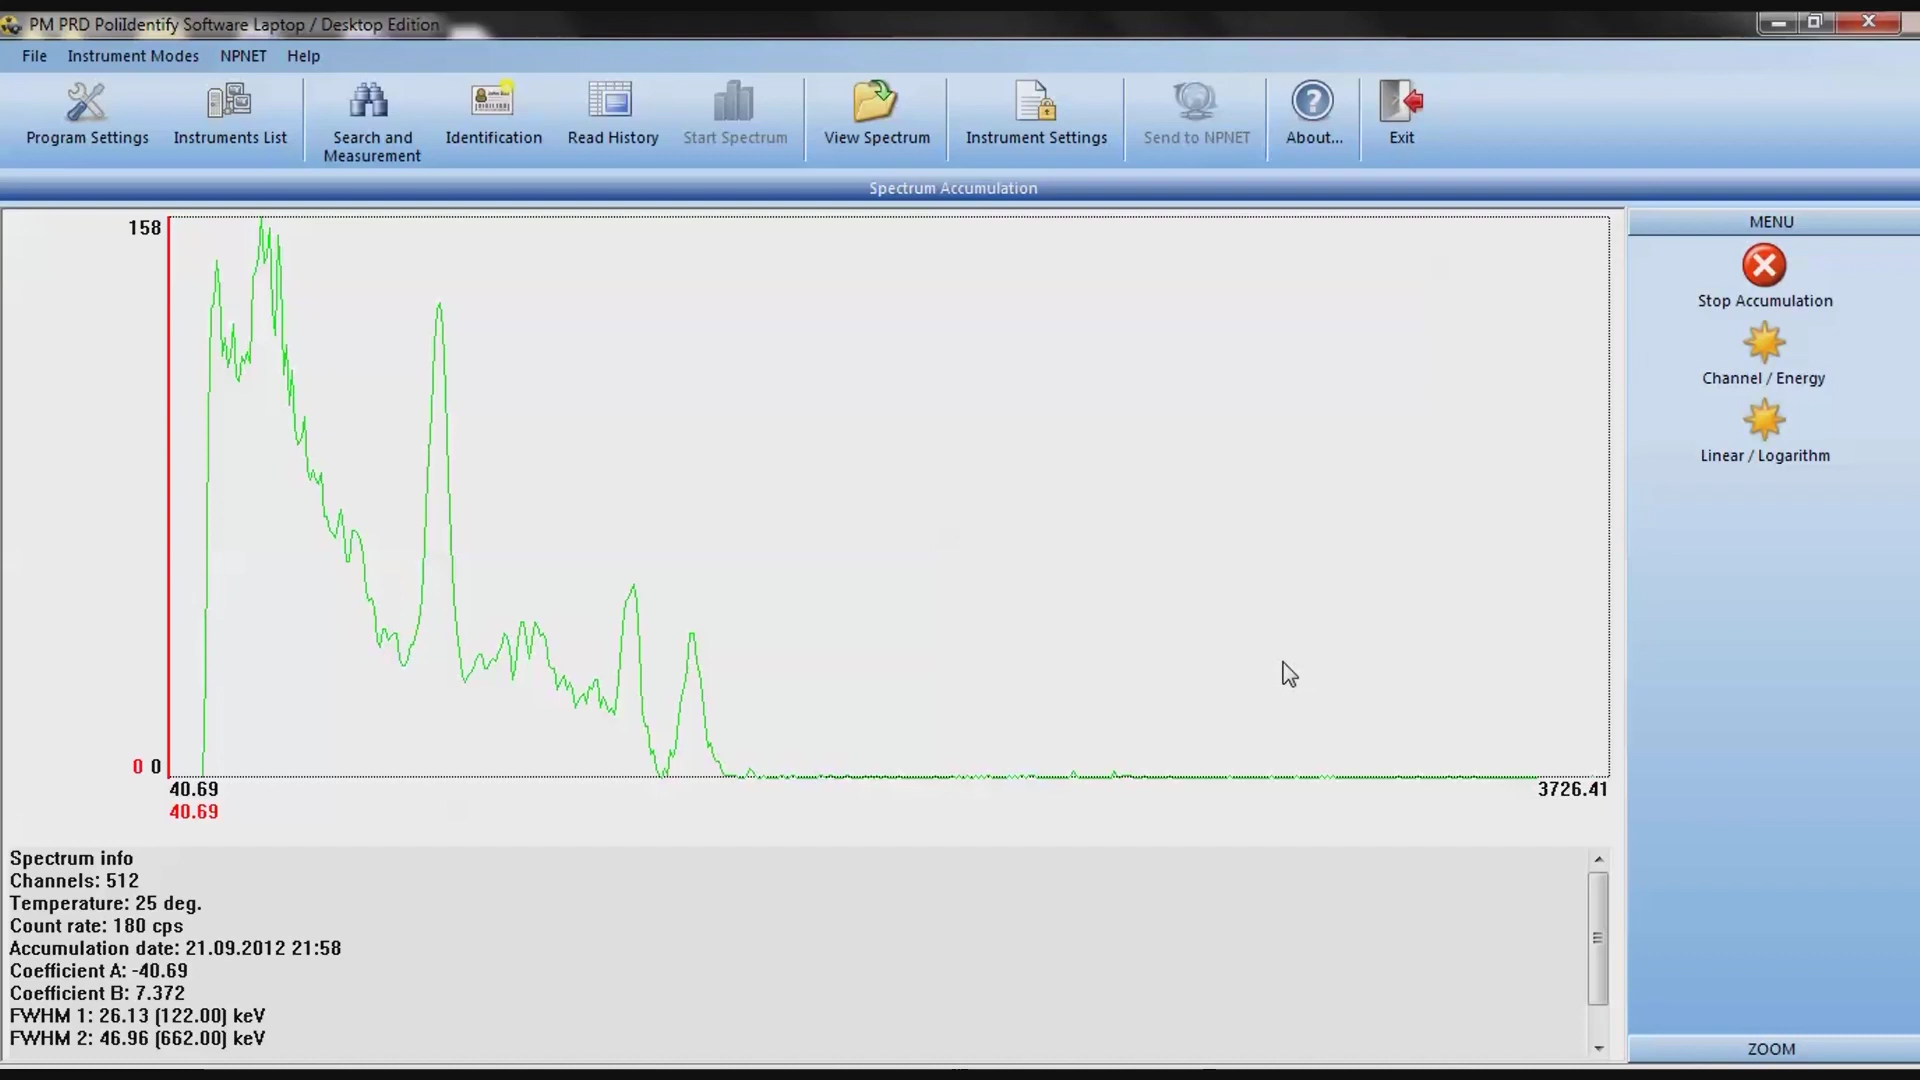 PM PRD PoliIdentify Software Laptop / Desktop Edition
File Instrument Modes NPNET Help
Program Settings Instruments List Search and Measurement Identification Read History Start Spectrum View Spectrum Instrument Settings Send to NPNET About... Exit
Spectrum Accumulation
158
0 0
40.69 3726.41
40.69
MENU
Stop Accumulation
Channel / Energy
Linear / Logarithm
Spectrum info
Channels: 512
Temperature: 25 deg.
Count rate: 180 cps
Accumulation date: 21.09.2012 21:58
Coefficient A: -40.69
Coefficient B: 7.372
FWHM 1: 26.13 (122.00) keV
FWHM 2: 46.96 (662.00) keV
ZOOM